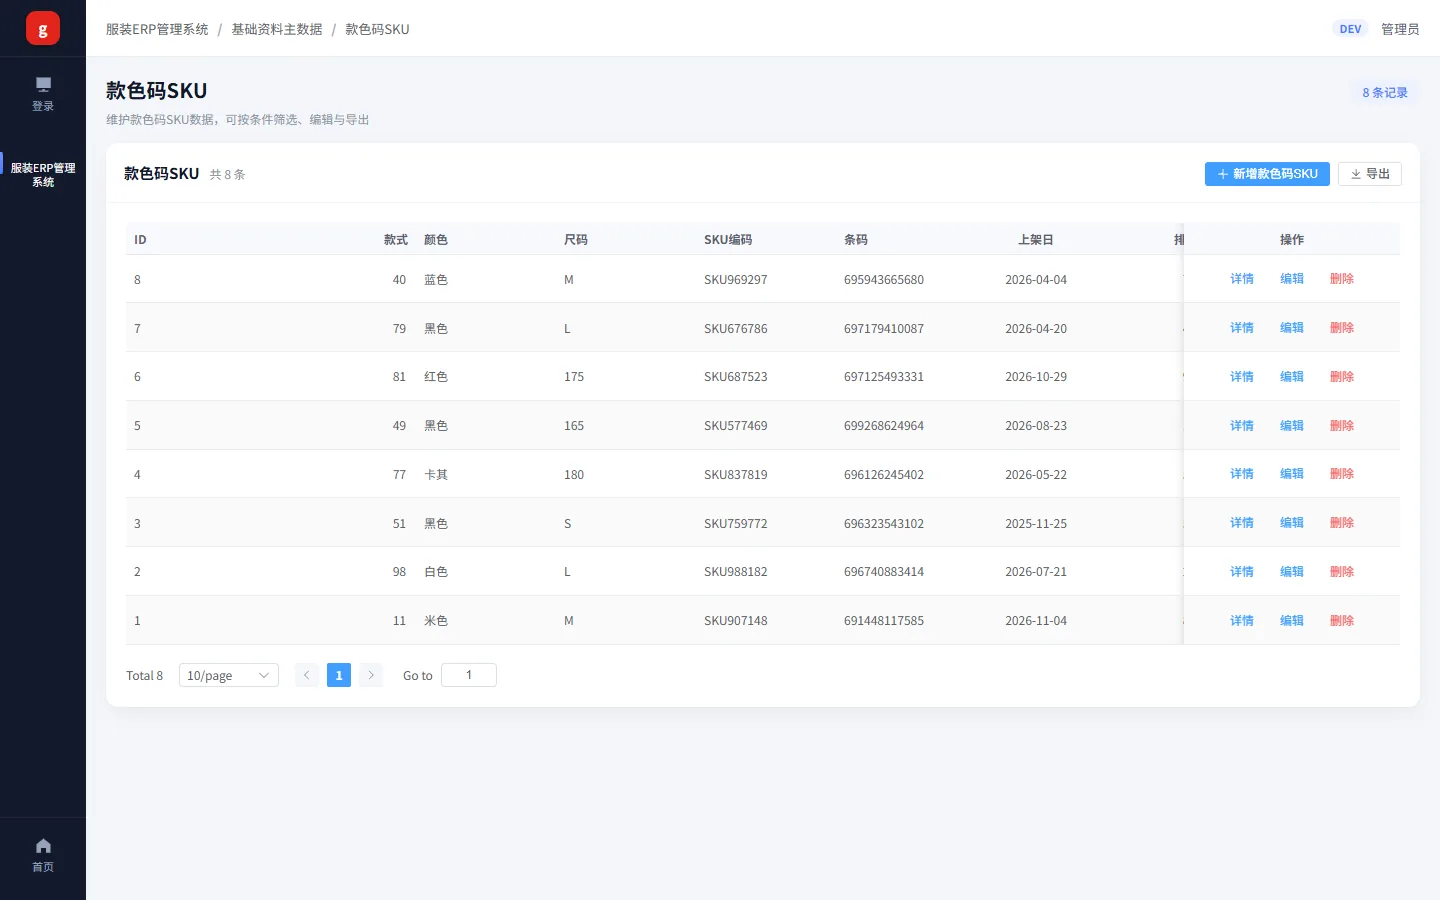 g
服装ERP管理系统 / 基础资料主数据 / 款色码SKU
DEV 管理员
登录
服装ERP管理
系统
首页
款色码SKU
8 条记录
维护款色码SKU数据，可按条件筛选、编辑与导出
款色码SKU 共 8 条
新增款色码SKU 导出
ID 款式 颜色 尺码 SKU编码 条码 上架日 排 操作
8 40 蓝色 M SKU969297 695943665680 2026-04-04 详情 编辑 删除
7 79 黑色 L SKU676786 697179410087 2026-04-20 详情 编辑 删除
6 81 红色 175 SKU687523 697125493331 2026-10-29 详情 编辑 删除
5 49 黑色 165 SKU577469 699268624964 2026-08-23 详情 编辑 删除
4 77 卡其 180 SKU837819 696126245402 2026-05-22 详情 编辑 删除
3 51 黑色 S SKU759772 696323543102 2025-11-25 详情 编辑 删除
2 98 白色 L SKU988182 696740883414 2026-07-21 详情 编辑 删除
1 11 米色 M SKU907148 691448117585 2026-11-04 详情 编辑 删除
Total 8 10/page 1 Go to 1